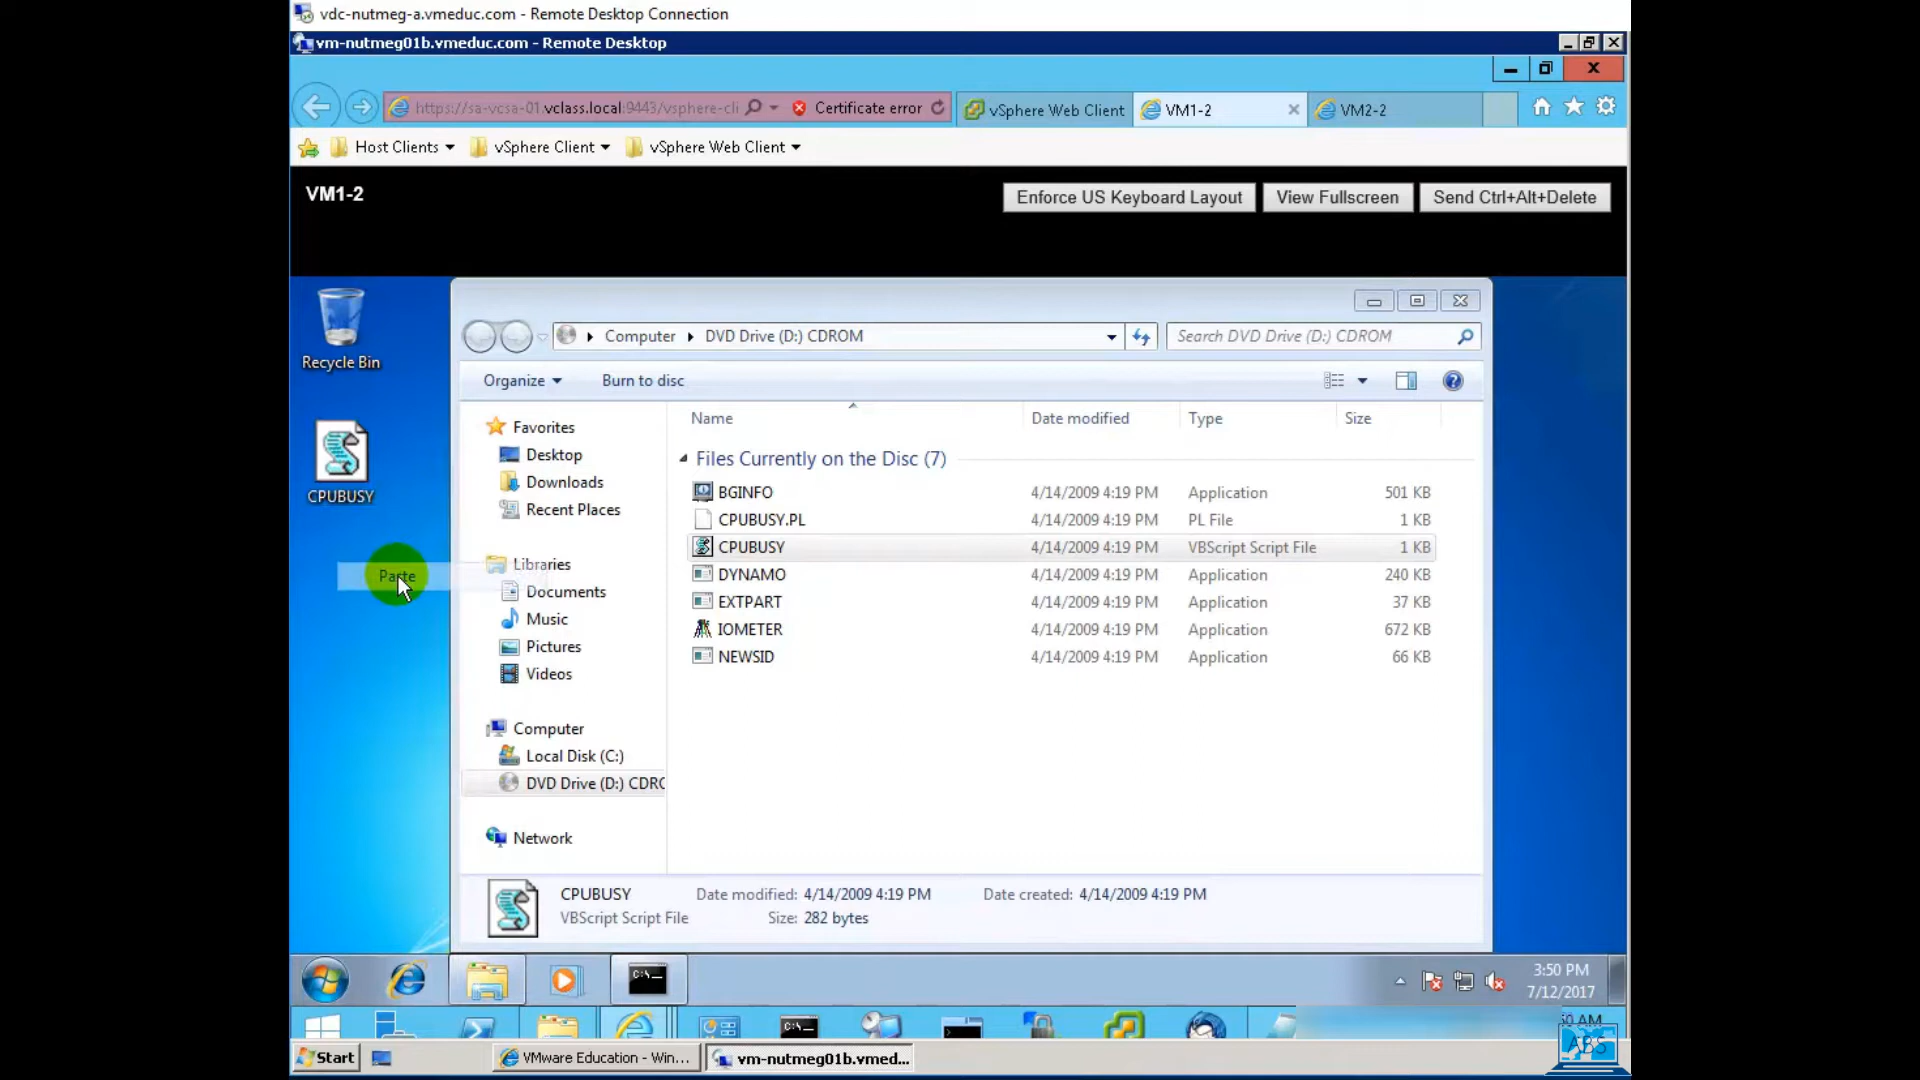 vdc-nutmeg-a.vmeduc.com - Remote Desktop Connection
vm-nutmeg01b.vmeduc.com - Remote Desktop
https://sa-vcsa-01.vclass.local:9443/vsphere-cli
Certificate error
vSphere Web Client
VM1-2
VM2-2
Host Clients
vSphere Client
vSphere Web Client
VM1-2
Enforce US Keyboard Layout
View Fullscreen
Send Ctrl+Alt+Delete
Recycle Bin
CPUBUSY
Paste
Computer
DVD Drive (D:) CDROM
Search DVD Drive (D:) CDROM
Organize
Burn to disc
Favorites
Desktop
Downloads
Recent Places
Libraries
Documents
Music
Pictures
Videos
Computer
Local Disk (C:)
DVD Drive (D:) CDRO
Network
Name Date modified Type Size
Files Currently on the Disc (7)
BGINFO 4/14/2009 4:19 PM Application 501 KB
CPUBUSY.PL 4/14/2009 4:19 PM PL File 1 KB
CPUBUSY 4/14/2009 4:19 PM VBScript Script File 1 KB
DYNAMO 4/14/2009 4:19 PM Application 240 KB
EXTPART 4/14/2009 4:19 PM Application 37 KB
IOMETER 4/14/2009 4:19 PM Application 672 KB
NEWSID 4/14/2009 4:19 PM Application 66 KB
CPUBUSY Date modified: 4/14/2009 4:19 PM Date created: 4/14/2009 4:19 PM
VBScript Script File Size: 282 bytes
C:\
3:50 PM
7/12/2017
C:\
AM
Start
VMware Education - Win...
vm-nutmeg01b.vmed...
ABS